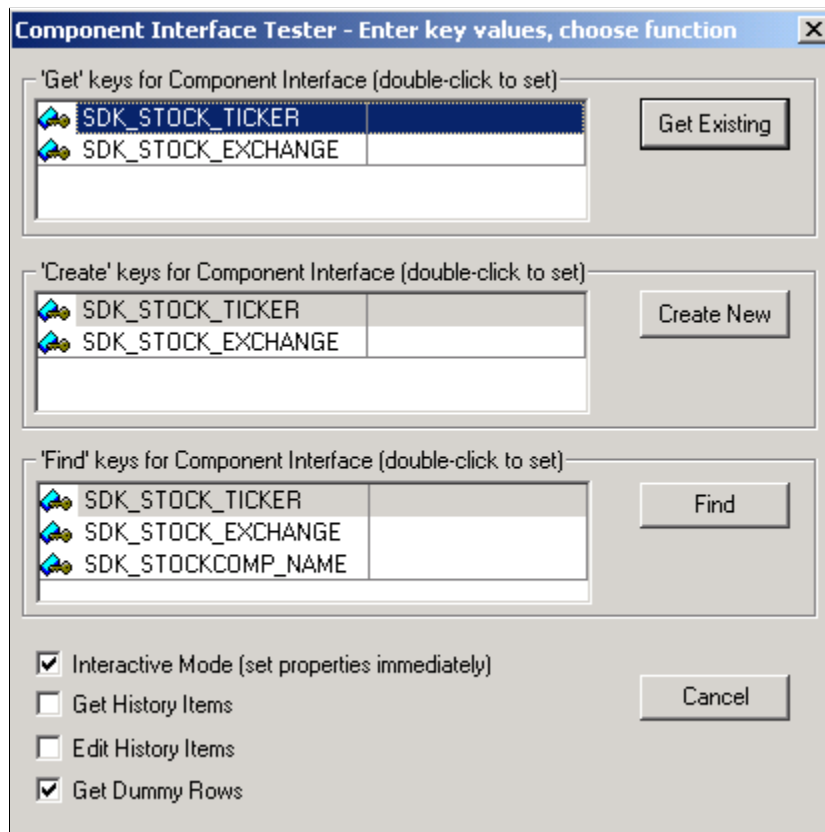 Component Interface Tester - Enter key values, choose function
'Get' keys for Component Interface (double-click to set)
SDK_STOCK_TICKER
Get Existing
SDK_STOCK_EXCHANGE
'Create' keys for Component Interface (double-click to set)
SDK_STOCK_TICKER
Create New
SDK_STOCK_EXCHANGE
'Find' keys for Component Interface (double-click to set)
SDK_STOCK_TICKER
Find
SDK_STOCK_EXCHANGE
SDK_STOCKCOMP_NAME
Interactive Mode (set properties immediately)
Get History Items
Cancel
Edit History Items
Get Dummy Rows